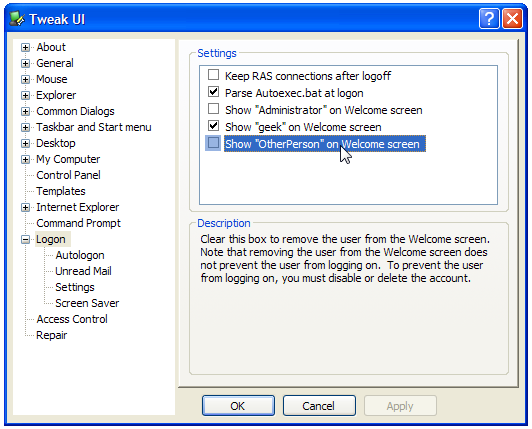 Tweak UI
About
General
Mouse
Explorer
Common Dialogs
Taskbar and Start menu
Desktop
My Computer
Control Panel
Templates
Internet Explorer
Command Prompt
Logon
Autologon
Unread Mail
Settings
Screen Saver
Access Control
Repair
Settings
Keep RAS connections after logoff
Parse Autoexec.bat at logon
Show "Administrator" on Welcome screen
Show "geek" on Welcome screen
Show "OtherPerson" on Welcome screen
Description
Clear this box to remove the user from the Welcome screen.
Note that removing the user from the Welcome screen does
not prevent the user from logging on.  To prevent the user
from logging on, you must disable or delete the account.
OK
Cancel
Apply